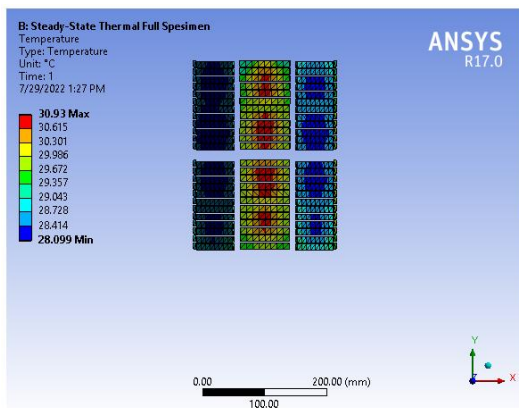 B: Steady-State Thermal Full Spesimen
Temperature
Type: Temperature
Unit: °C
Time: 1
7/29/2022 1:27 PM
30.93 Max
30.615
30.301
29.986
29.672
29.357
29.043
28.728
28.414
28.099 Min
ANSYS
R17.0
0.00
200.00 (mm)
100.00
Y
X